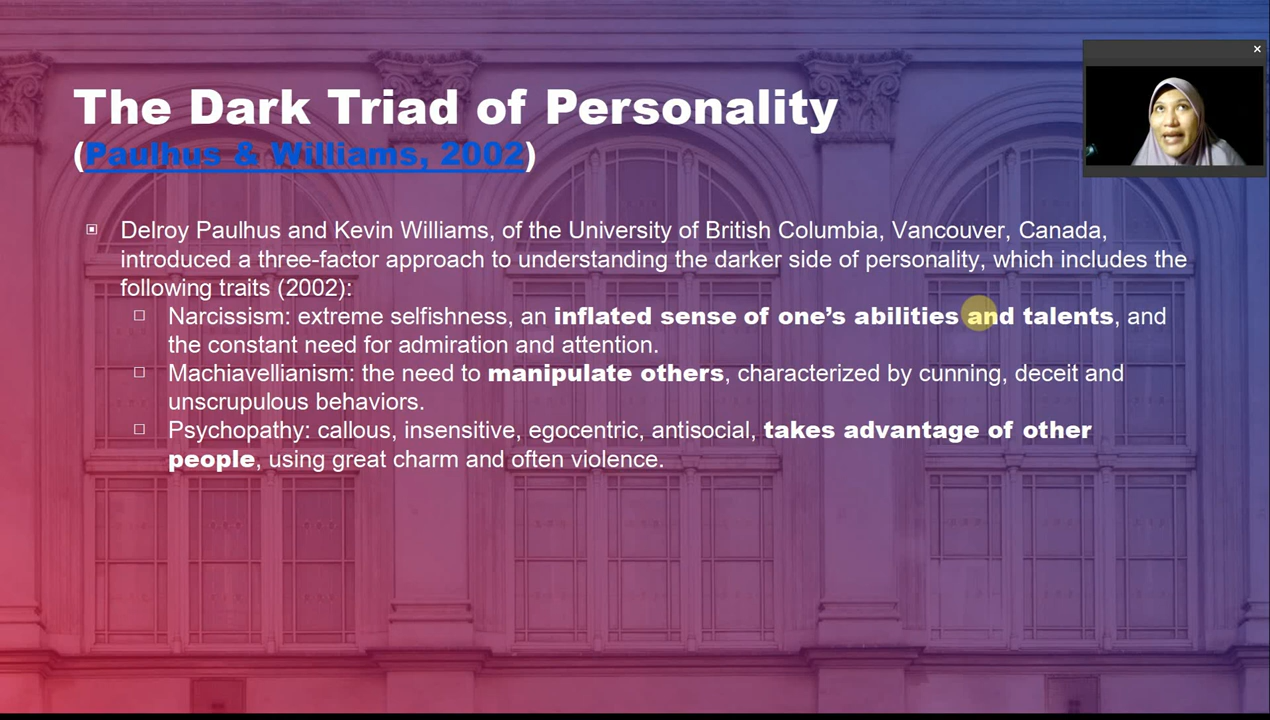 The Dark Triad of Personality
(Paulhus & Williams, 2002)
Delroy Paulhus and Kevin Williams, of the University of British Columbia, Vancouver, Canada,
introduced a three-factor approach to understanding the darker side of personality, which includes the
following traits (2002):
Narcissism: extreme selfishness, an inflated sense of one’s abilities and talents, and
the constant need for admiration and attention.
Machiavellianism: the need to manipulate others, characterized by cunning, deceit and
unscrupulous behaviors.
Psychopathy: callous, insensitive, egocentric, antisocial, takes advantage of other
people, using great charm and often violence.